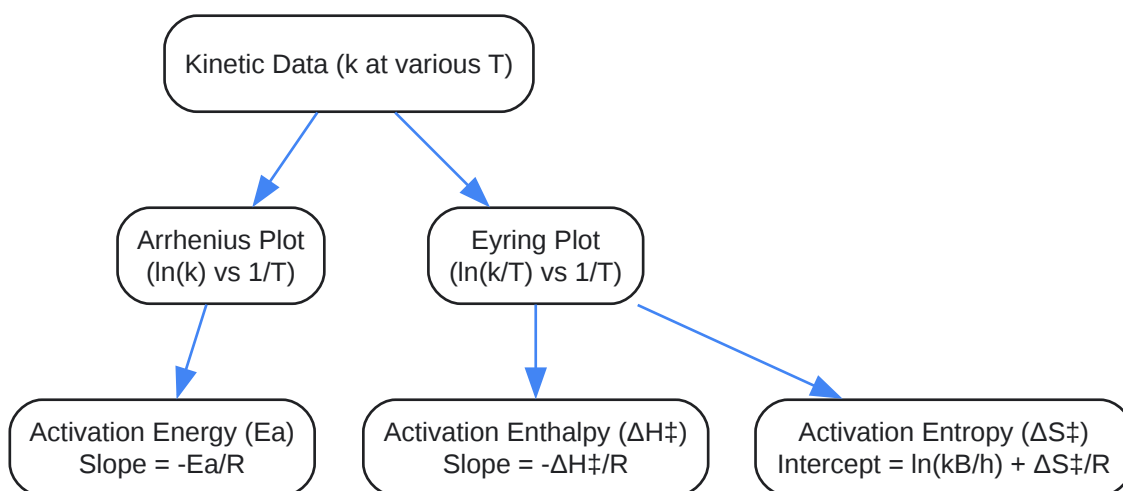 Kinetic Data (k at various T)
Arrhenius Plot
(ln(k) vs 1/T)
Eyring Plot
(ln(k/T) vs 1/T)
Activation Energy (Ea)
Slope = -Ea/R
Activation Enthalpy (ΔH‡)
Slope = -ΔH‡/R
Activation Entropy (ΔS‡)
Intercept = ln(kB/h) + ΔS‡/R